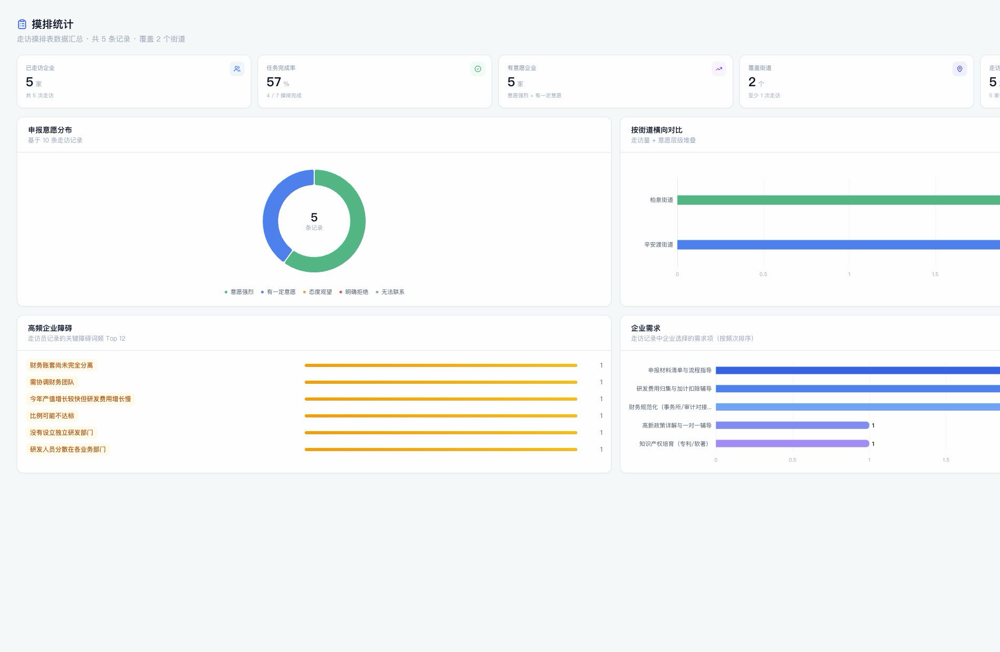 摸排统计
走访摸排表数据汇总 · 共 5 条记录 · 覆盖 2 个街道
已走访企业
5 家
共 5 次走访
任务完成率
57 %
4 / 7 摸排完成
有意愿企业
5 家
意愿强烈 + 有一定意愿
覆盖街道
2 个
至少 1 次走访
走访
5
5 家
申报意愿分布
基于 10 条走访记录
5
条记录
意愿强烈 有一定意愿 态度观望 明确拒绝 无法联系
按街道横向对比
走访量 + 意愿层级堆叠
柏泉街道
辛安渡街道
0 0.5 1 1.5
高频企业障碍
走访员记录的关键障碍词频 Top 12
财务账套尚未完全分离 1
需协调财务团队 1
今年产值增长较快但研发费用增长慢 1
比例可能不达标 1
没有设立独立研发部门 1
研发人员分散在各业务部门 1
企业需求
走访记录中企业选择的需求项（按频次排序）
申报材料清单与流程指导
研发费用归集与加计扣除辅导
财务规范化（事务所/审计对接...
高新政策详解与一对一辅导 1
知识产权培育（专利/软著） 1
0 0.5 1 1.5